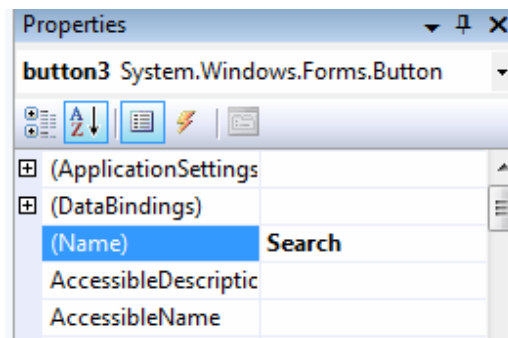 Properties
button3 System.Windows.Forms.Button
(ApplicationSettings
(DataBindings)
(Name) Search
AccessibleDescriptic
AccessibleName